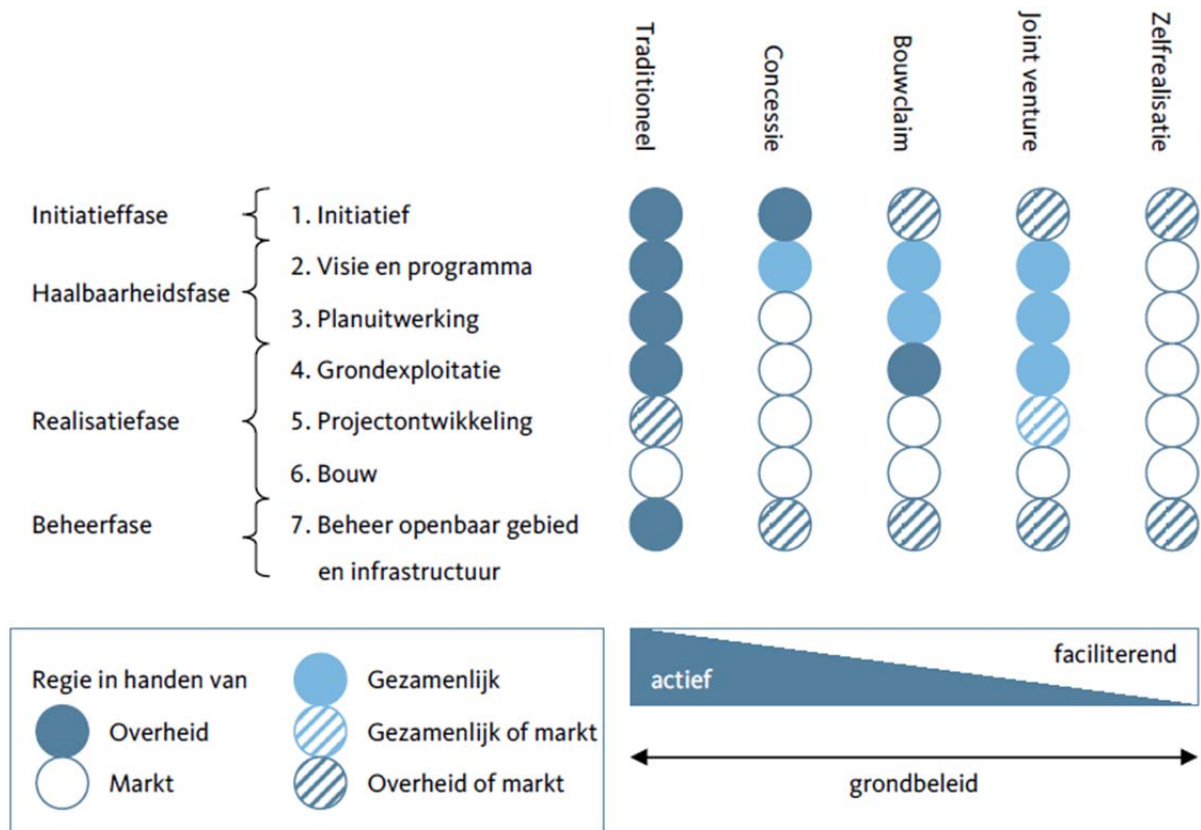 Traditioneel
Concessie
Bouwclaim
Joint venture
Zelfrealisatie
Initiatieffase
1. Initiatief
2. Visie en programma
Haalbaarheidsfase
3. Planuitwerking
4. Grondexploitatie
Realisatiefase
5. Projectontwikkeling
6. Bouw
Beheerfase
7. Beheer openbaar gebied
en infrastructuur
Regie in handen van
Overheid
Markt
Gezamenlijk
Gezamenlijk of markt
Overheid of markt
actief
faciliterend
grondbeleid